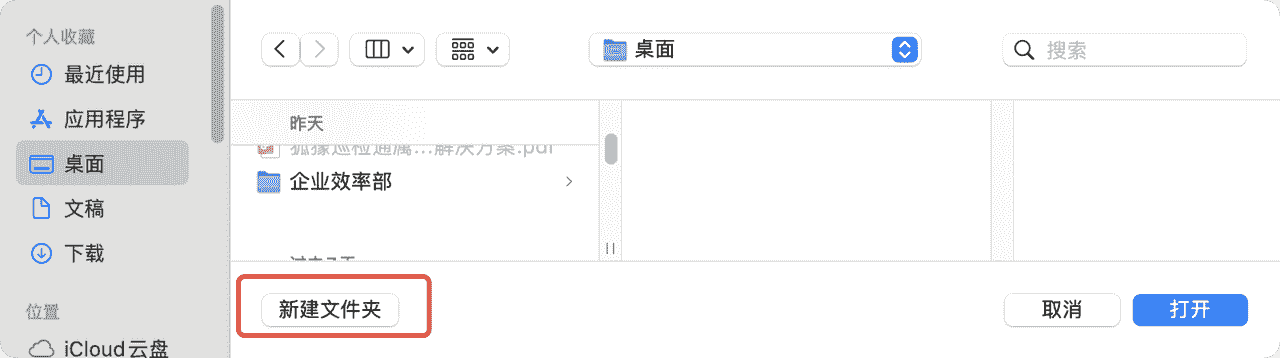 个人收藏
最近使用
应用程序
桌面
文稿
下载
位置
iCloud云盘
桌面
搜索
昨天
企业效率部
新建文件夹
取消
打开